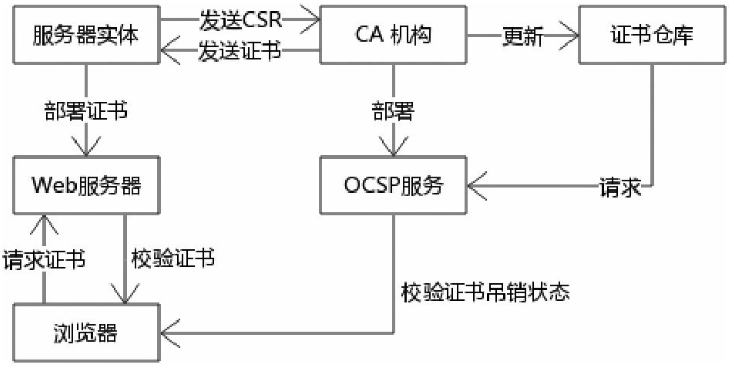 服务器实体
发送CSR
发送证书
CA 机构
更新
证书仓库
部署证书
部署
Web服务器
OCSP服务
请求
请求证书
校验证书
校验证书吊销状态
浏览器